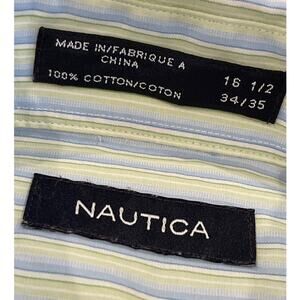 MADE IN/FABRIQUE A
CHINA
100% COTTON/COTON
16 1/2
34/35
NAUTICA